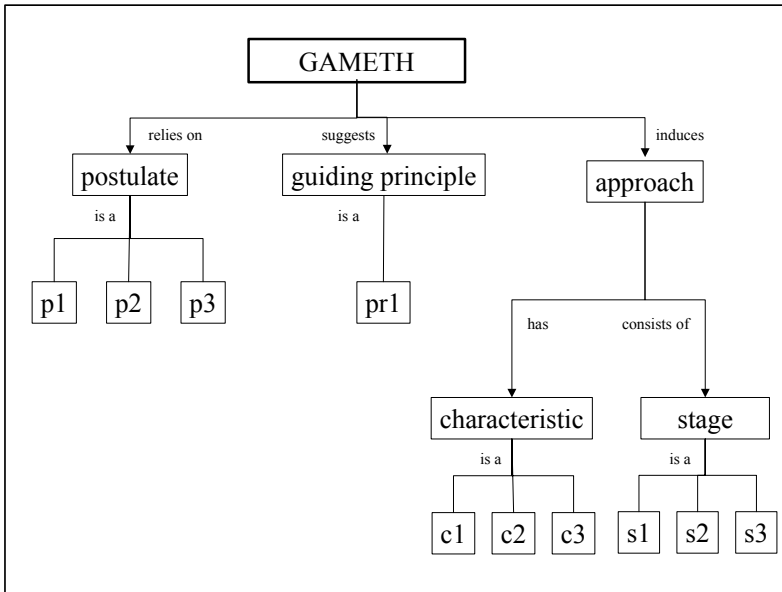 GAMETH
relies on
suggests
induces
postulate
guiding principle
approach
is a
is a
p1
p2
p3
pr1
has
consists of
characteristic
stage
is a
is a
c1
c2
c3
s1
s2
s3